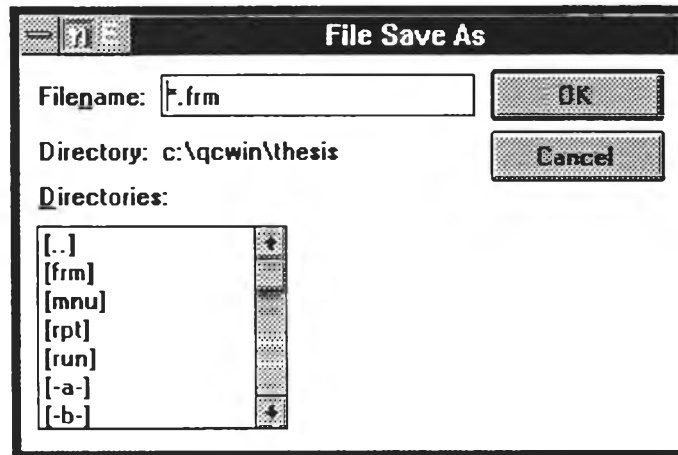 File Save As
Filename: *.frm
OK
Directory: c:\qcwin\thesis
Cancel
Directories:
[..]
[frm]
[mnu]
[rpt]
[run]
[-a-]
[-b-]